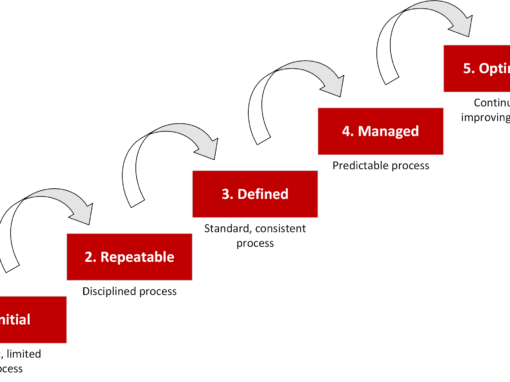 5. Optim
Continu
improving
4. Managed
Predictable process
3. Defined
Standard, consistent
process
2. Repeatable
Disciplined process
nitial
, limited
ocess